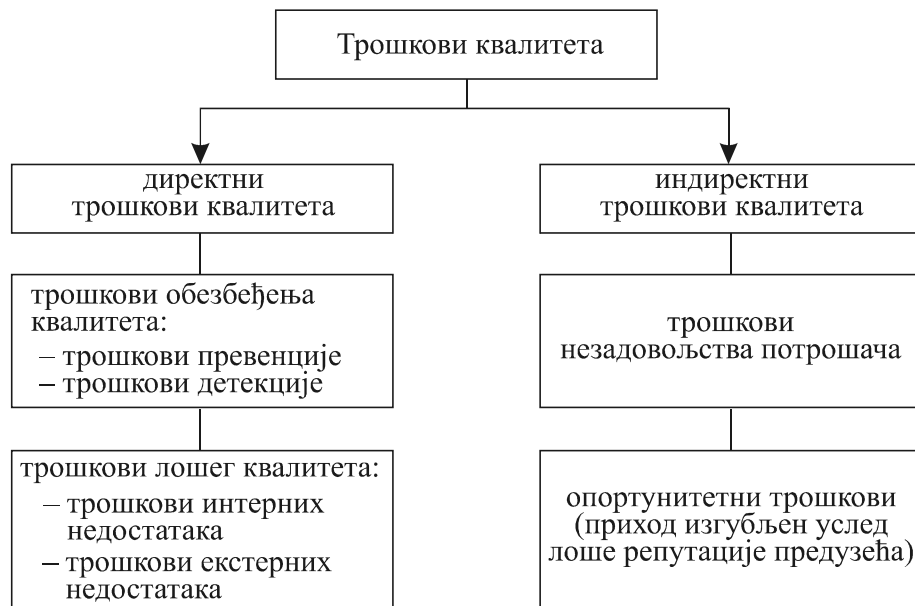 Трошкови квалитета
директни
трошкови квалитета
индиректни
трошкови квалитета
трошкови обезбеђења
квалитета:
– трошкови превенције
– трошкови детекције
трошкови
незадовољства потрошача
трошкови лошег квалитета:
– трошкови интерних
недостатака
– трошкови екстерних
недостатака
опортунитетни трошкови
(приход изгубљен услед
лоше репутације предузећа)